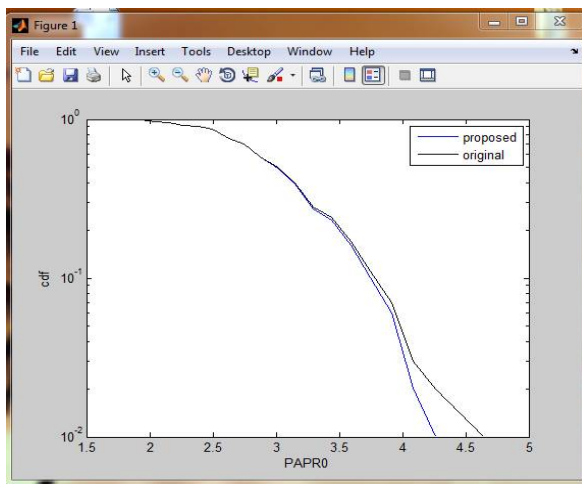 Figure 1
File Edit View Insert Tools Desktop Window Help
proposed
original
10^0
10^-1
10^-2
cdf
1.5 2 2.5 3 3.5 4 4.5 5
PAPR0